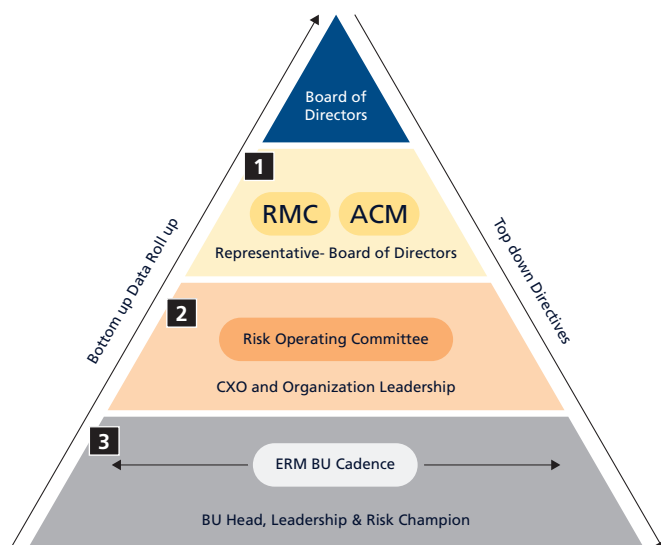 Board of
Directors
1
RMC ACM
Representative- Board of Directors
2
Risk Operating Committee
CXO and Organization Leadership
3
ERM BU Cadence
BU Head, Leadership & Risk Champion
Bottom up Data Roll up
Top down Directives